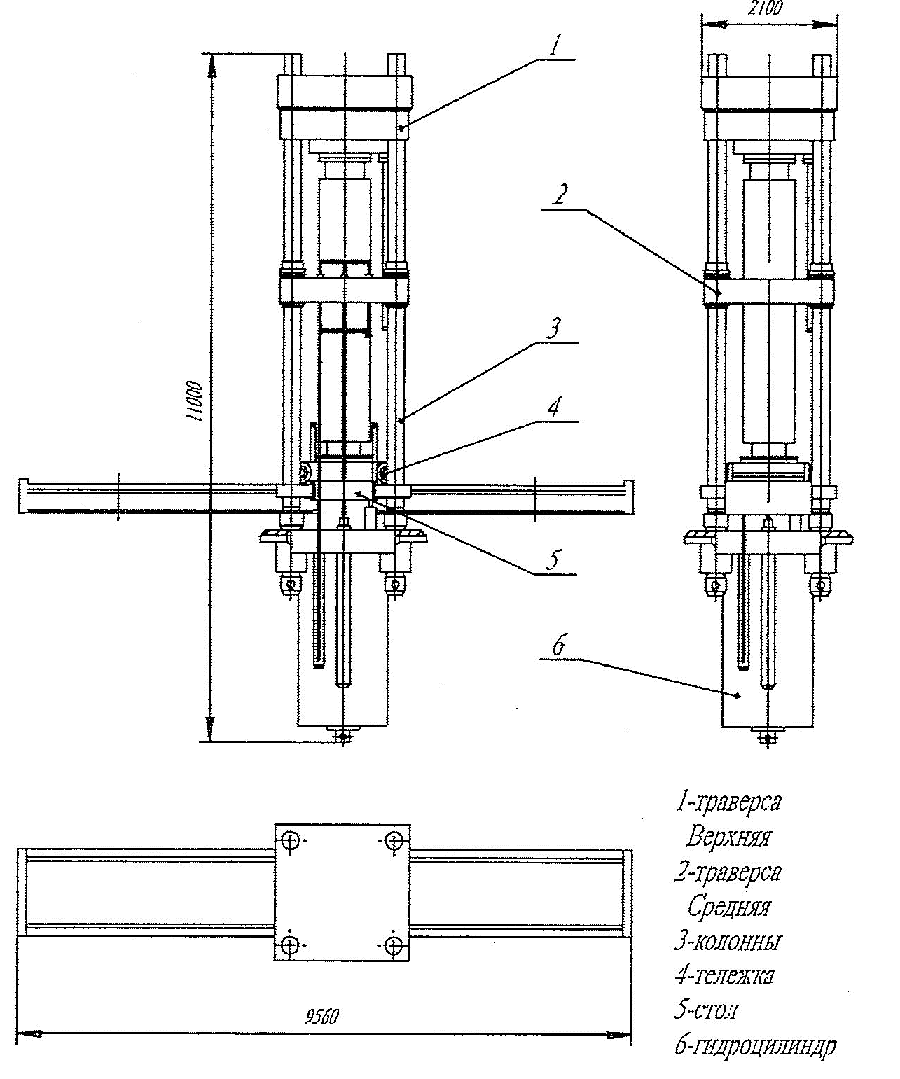 2100
1
2
3
11000
4
5
6
1-траверса
Верхняя
2-траверса
Средняя
3-колонны
4-тележка
5-стол
6-гидроцилиндр
9560